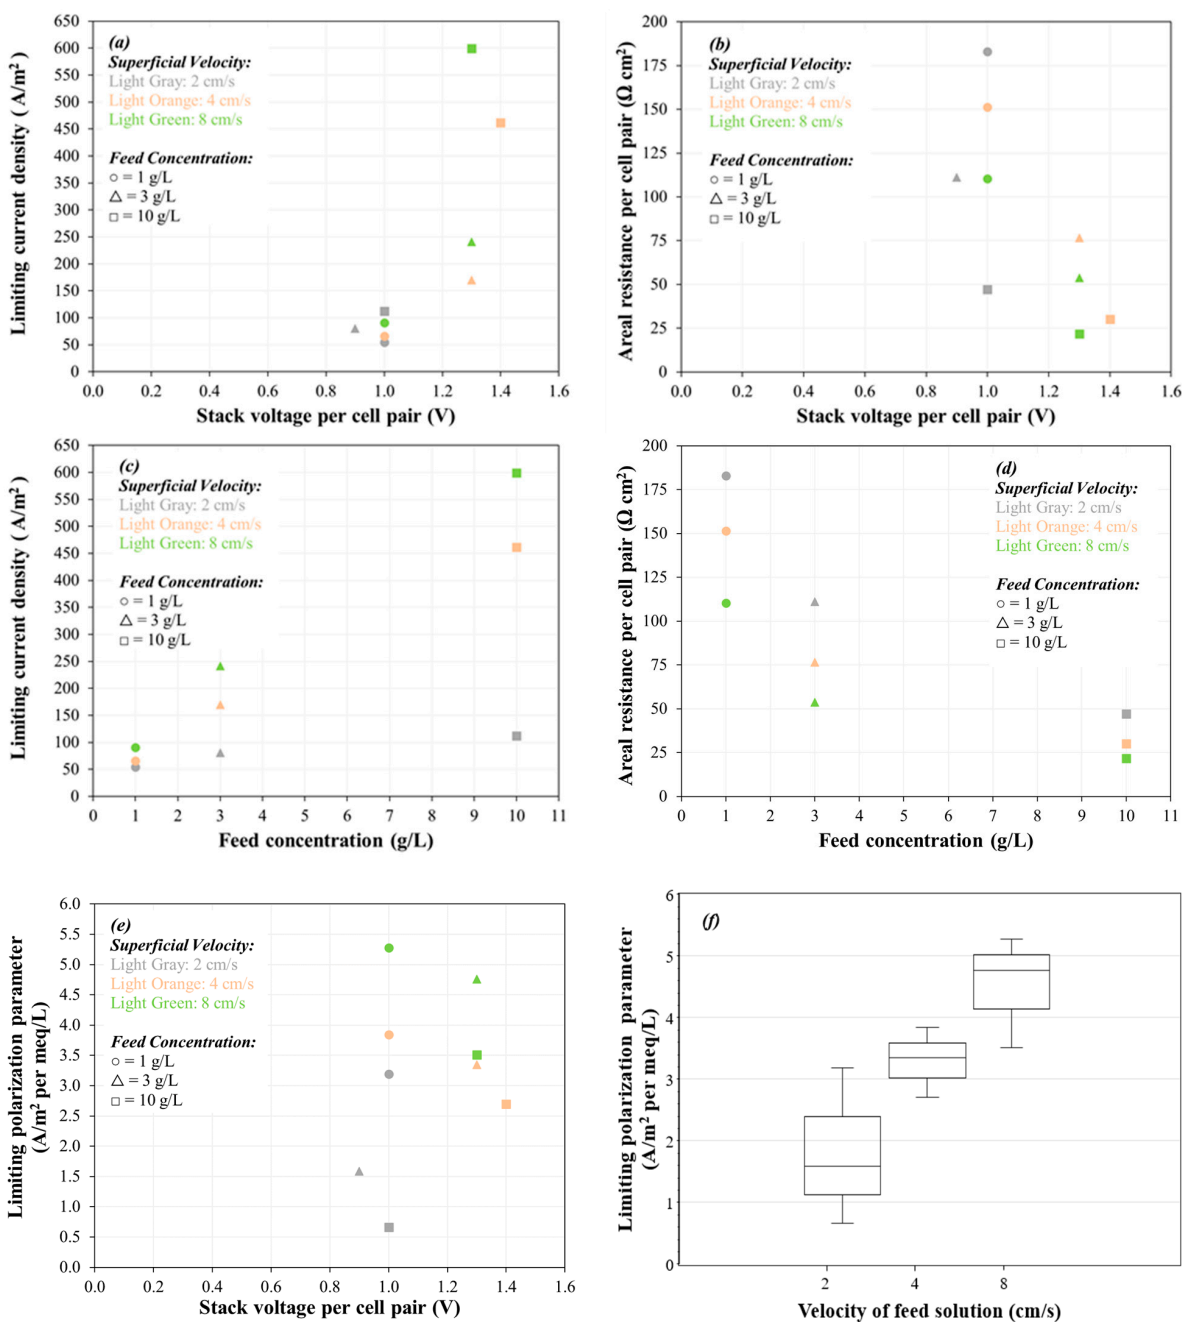 (a)
Superficial Velocity:
Light Gray: 2 cm/s
Light Orange: 4 cm/s
Light Green: 8 cm/s
Feed Concentration:
= 1 g/L
= 3 g/L
= 10 g/L
Limiting current density ( A/m² )
650
600
550
500
450
400
350
300
250
200
150
100
50
0
0.0 0.2 0.4 0.6 0.8 1.0 1.2 1.4 1.6
Stack voltage per cell pair (V)
(b)
Superficial Velocity:
Light Gray: 2 cm/s
Light Orange: 4 cm/s
Light Green: 8 cm/s
Feed Concentration:
= 1 g/L
= 3 g/L
= 10 g/L
Areal resistance per cell pair (Ω cm²)
200
175
150
125
100
75
50
25
0
0.0 0.2 0.4 0.6 0.8 1.0 1.2 1.4 1.6
Stack voltage per cell pair (V)
(c)
Superficial Velocity:
Light Gray: 2 cm/s
Light Orange: 4 cm/s
Light Green: 8 cm/s
Feed Concentration:
= 1 g/L
= 3 g/L
= 10 g/L
Limiting current density ( A/m² )
650
600
550
500
450
400
350
300
250
200
150
100
50
0
0 1 2 3 4 5 6 7 8 9 10 11
Feed concentration (g/L)
(d)
Superficial Velocity:
Light Gray: 2 cm/s
Light Orange: 4 cm/s
Light Green: 8 cm/s
Feed Concentration:
= 1 g/L
= 3 g/L
= 10 g/L
Areal resistance per cell pair (Ω cm²)
200
175
150
125
100
75
50
25
0
0 1 2 3 4 5 6 7 8 9 10 11
Feed concentration (g/L)
(e)
Superficial Velocity:
Light Gray: 2 cm/s
Light Orange: 4 cm/s
Light Green: 8 cm/s
Feed Concentration:
= 1 g/L
= 3 g/L
= 10 g/L
Limiting polarization parameter
(A/m² per meq/L)
6.0
5.5
5.0
4.5
4.0
3.5
3.0
2.5
2.0
1.5
1.0
0.5
0.0
0.0 0.2 0.4 0.6 0.8 1.0 1.2 1.4 1.6
Stack voltage per cell pair (V)
(f)
Limiting polarization parameter
(A/m² per meq/L)
6
5
4
3
2
1
0
2 4 8
Velocity of feed solution (cm/s)